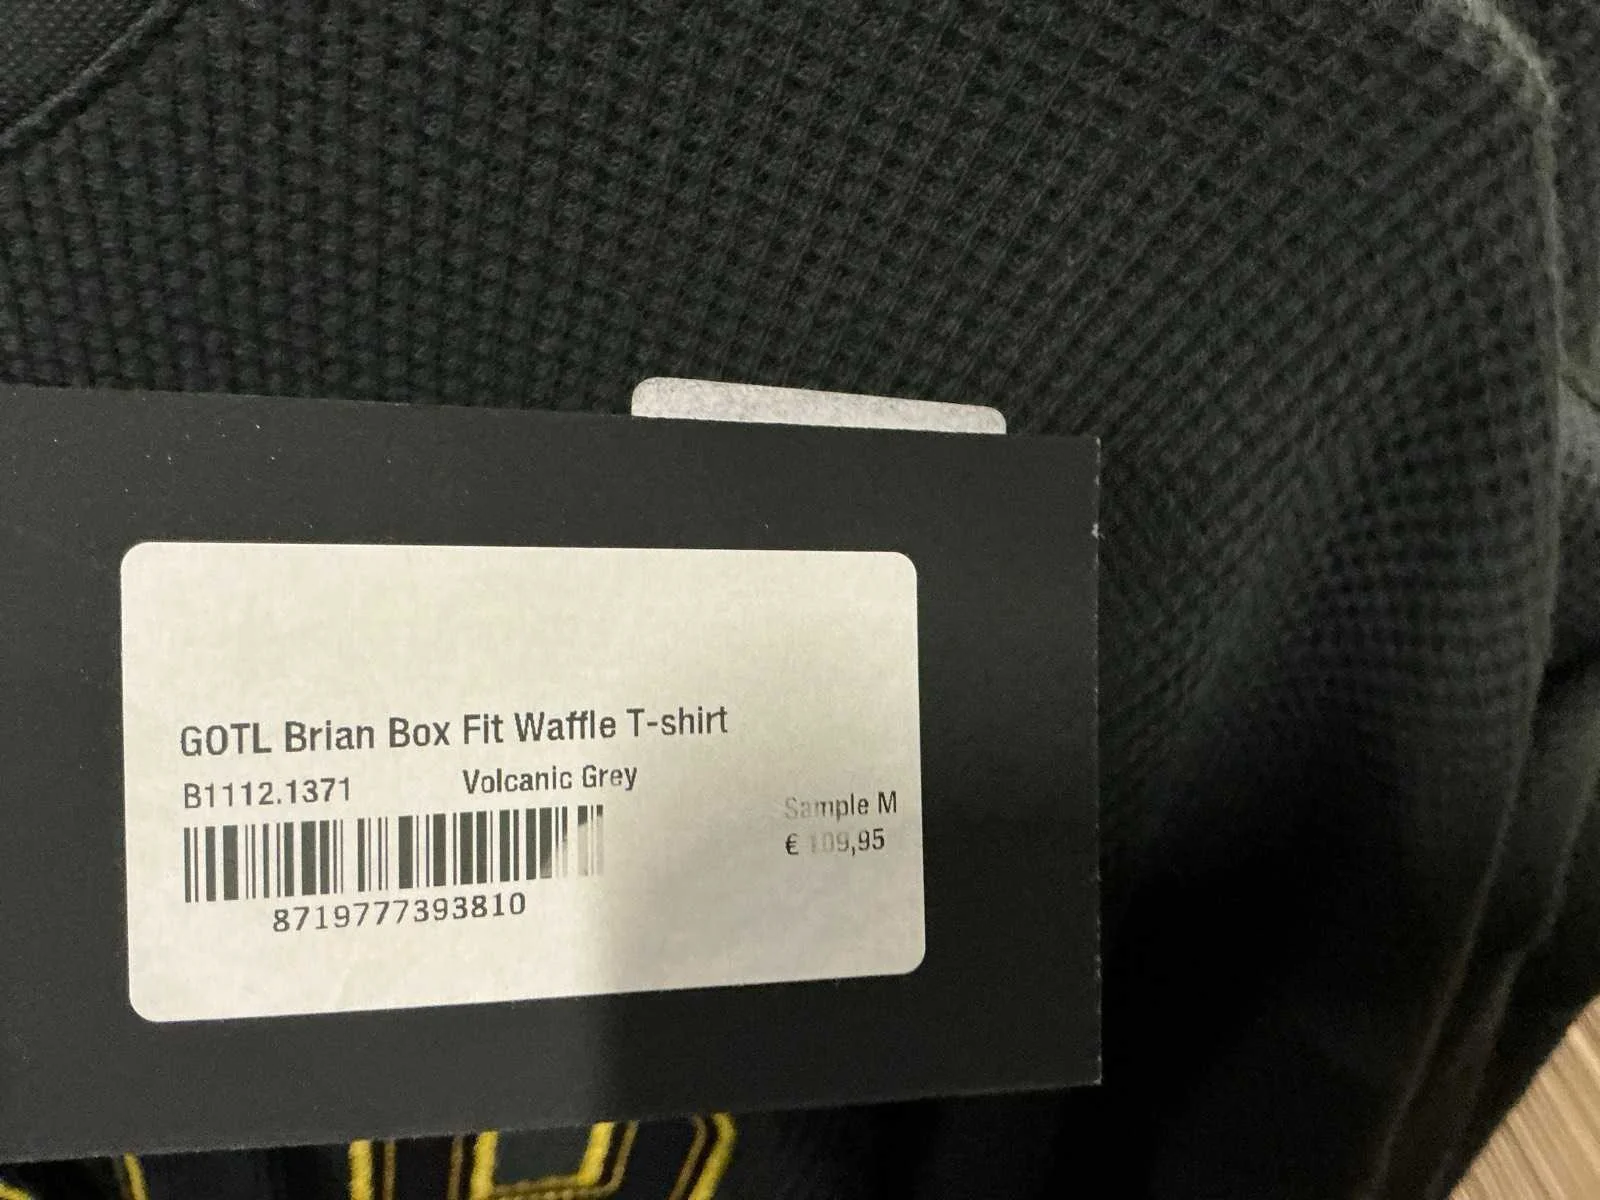 GOTL Brian Box Fit Waffle T-shirt
B1112.1371 Volcanic Grey
Sample M
€ 109,95
8719777393810